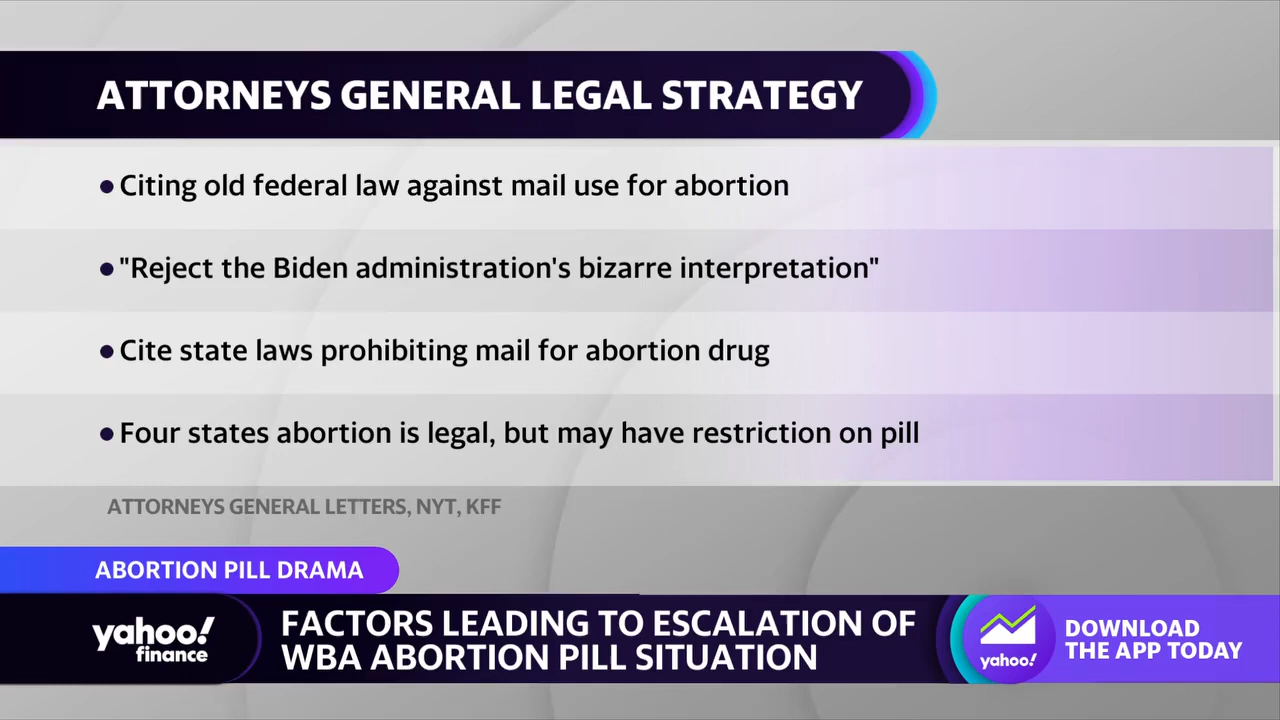 ATTORNEYS GENERAL LEGAL STRATEGY
● Citing old federal law against mail use for abortion
● "Reject the Biden administration's bizarre interpretation"
● Cite state laws prohibiting mail for abortion drug
● Four states abortion is legal, but may have restriction on pill
ATTORNEYS GENERAL LETTERS, NYT, KFF
ABORTION PILL DRAMA
yahoo!
finance
FACTORS LEADING TO ESCALATION OF
WBA ABORTION PILL SITUATION
yahoo!
DOWNLOAD
THE APP TODAY